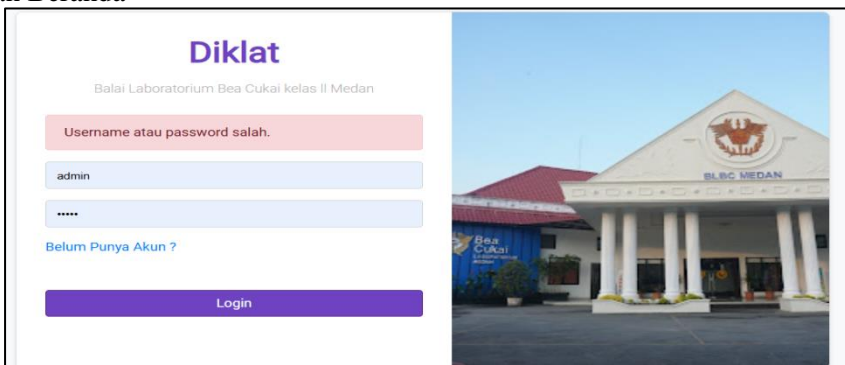 Diklat
Balai Laboratorium Bea Cukai kelas II Medan
Username atau password salah.
admin
•••••
Belum Punya Akun ?
Login
BLBC MEDAN
Bea
Cukai